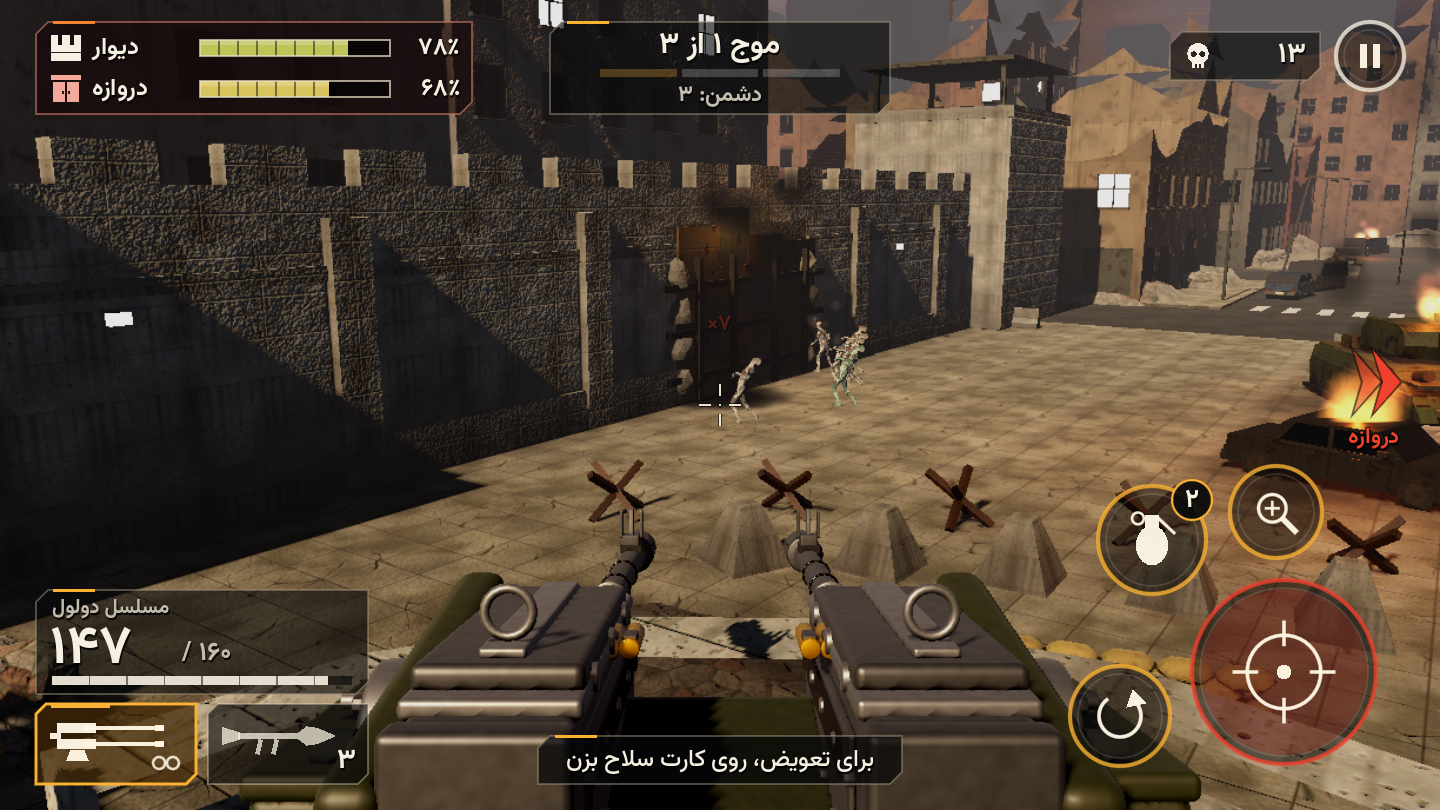 دیوار ۷۸٪
دروازه ۶۸٪
موج ۱ از ۳
دشمن: ۳
۱۳
×۷
دروازه
۲
مسلسل دولول
۱۴۷ / ۱۶۰
∞
۳
برای تعویض، روی کارت سلاح بزن